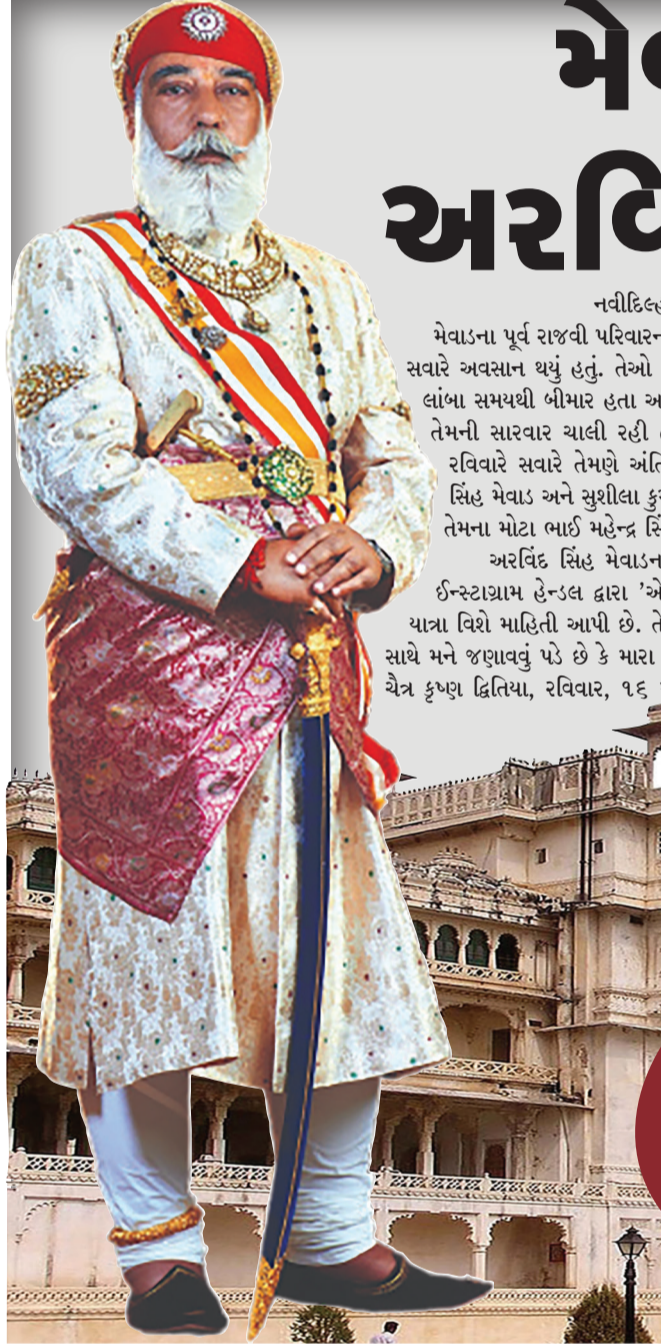 મેવ
અરવિ
નવીદિલ્હ
મેવાડના પૂર્વ રાજવી પરિવારન
સવારે અવસાન થયું હતું. તેઓ
લાંબા સમયથી બીમાર હતા અ
તેમની સારવાર ચાલી રહી હ
રવિવારે સવારે તેમણે અંતિ
સિંહ મેવાડ અને સુશીલા કુ
તેમના મોટા ભાઈ મહેન્દ્ર સિ
અરવિંદ સિંહ મેવાડન
ઈન્સ્ટાગ્રામ હેન્ડલ દ્વારા 'એ
યાત્રા વિશે માહિતી આપી છે. તે
સાથે મને જણાવવું પડે છે કે મારા
ચૈત્ર કૃષ્ણ દ્વિતિયા, રવિવાર, ૧૬